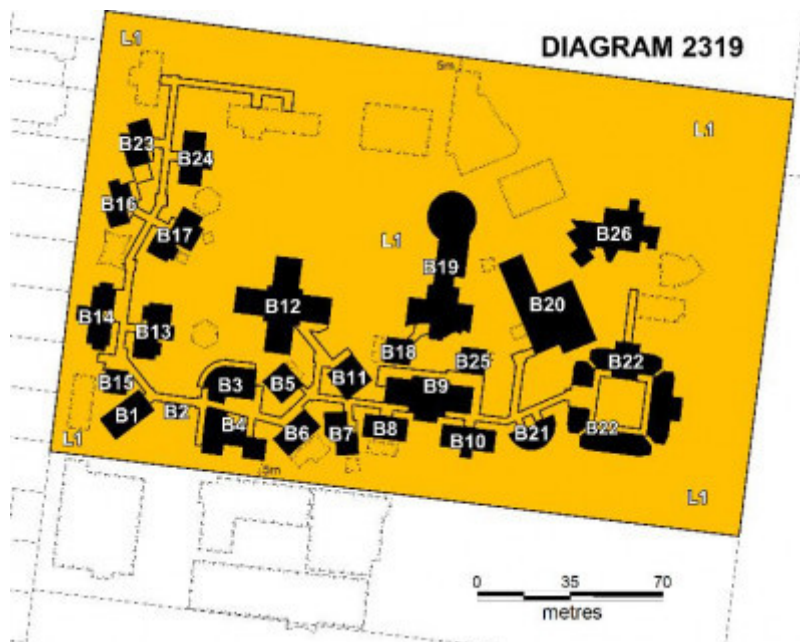 L1
DIAGRAM 2319
5m
L1
B23
B24
B16
B17
L1
B26
B19
B12
B20
B14
B13
B18
B25
B22
B15
B3
B5
B11
B9
B1
B2
B4
B6
B7
B8
B10
B21
B22
L1
5m
L1
0 35 70
metres